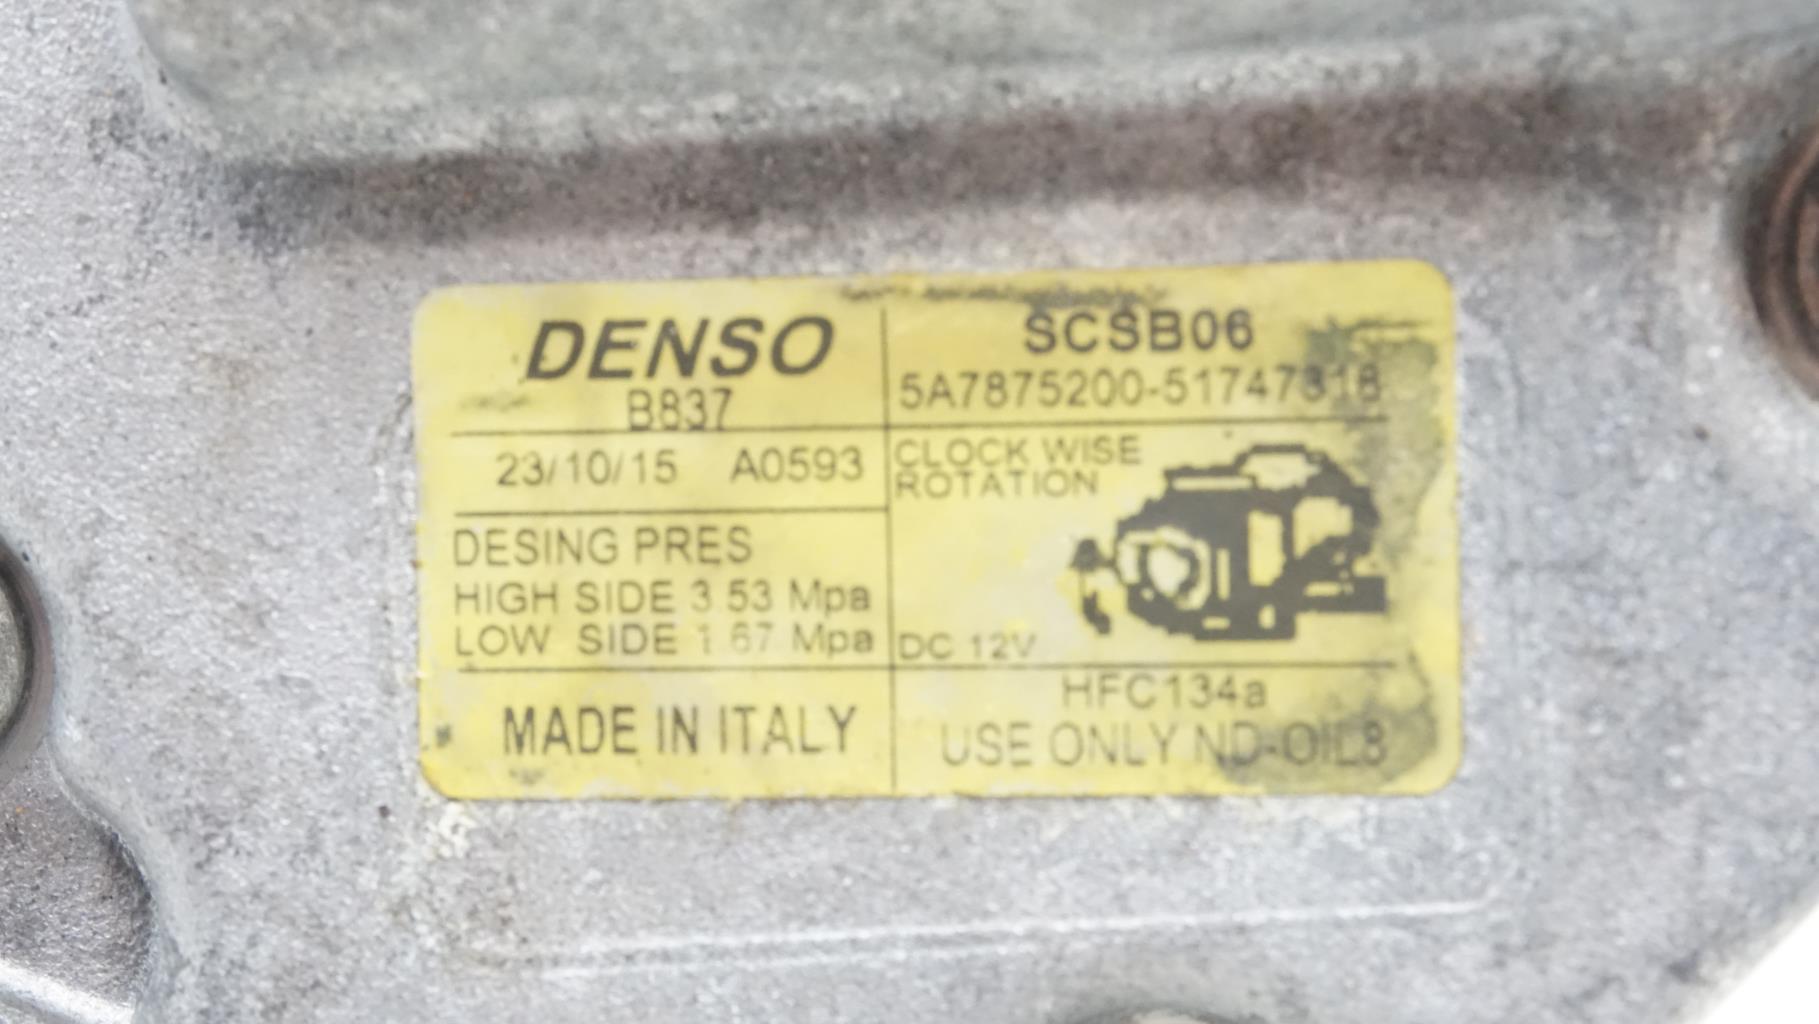 DENSO
B837
SCSB06
5A7875200-51747318
23/10/15 A0593
CLOCK WISE
ROTATION
DESING PRES
HIGH SIDE 3.53 Mpa
LOW SIDE 1.67 Mpa
DC 12V
MADE IN ITALY
HFC134a
USE ONLY ND-OIL8